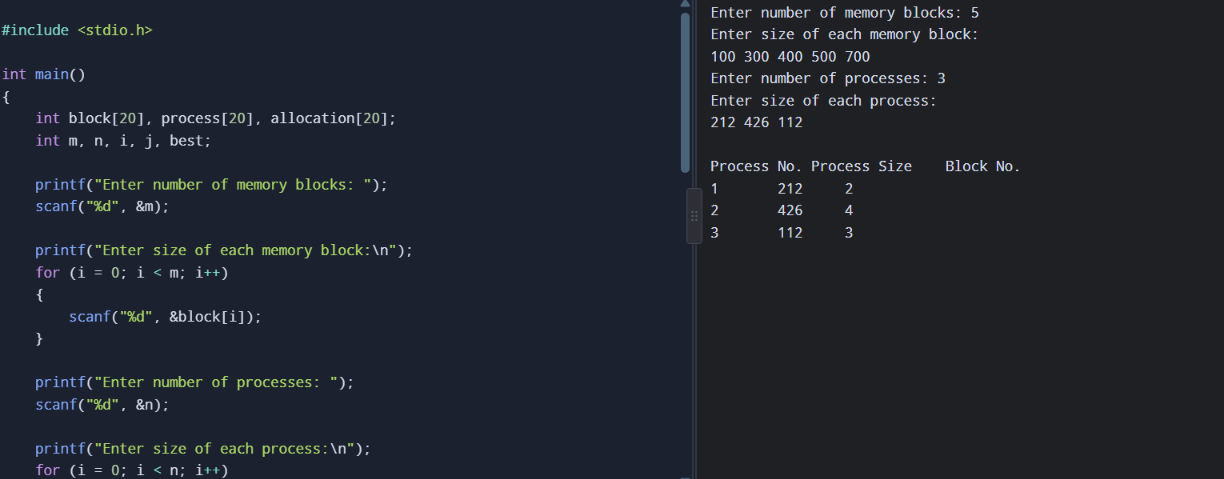 #include <stdio.h>
int main()
{
    int block[20], process[20], allocation[20];
    int m, n, i, j, best;
    printf("Enter number of memory blocks: ");
    scanf("%d", &m);
    printf("Enter size of each memory block:\n");
    for (i = 0; i < m; i++)
    {
        scanf("%d", &block[i]);
    }
    printf("Enter number of processes: ");
    scanf("%d", &n);
    printf("Enter size of each process:\n");
    for (i = 0; i < n; i++)
Enter number of memory blocks: 5
Enter size of each memory block:
100 300 400 500 700
Enter number of processes: 3
Enter size of each process:
212 426 112
Process No. Process Size    Block No.
1       212     2
2       426     4
3       112     3